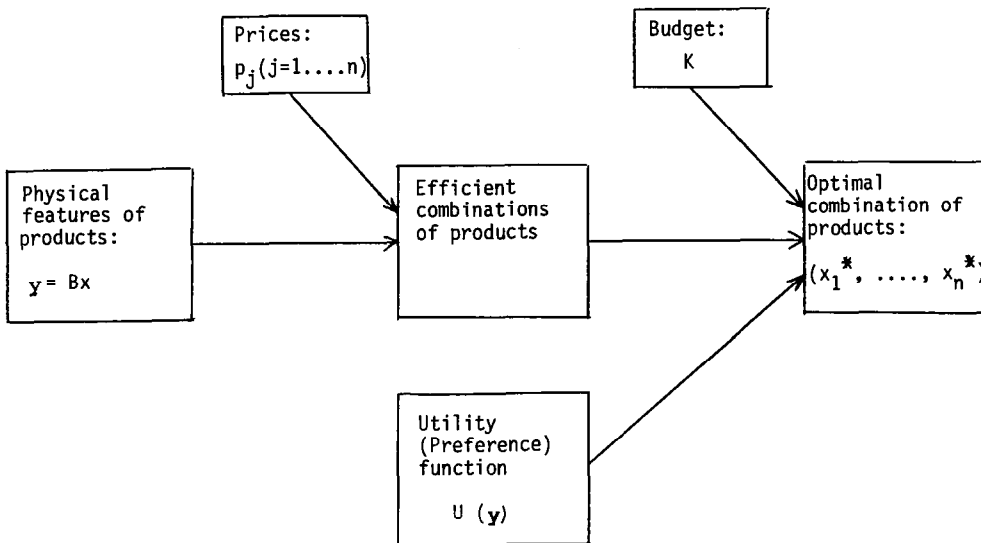 Prices:
p_j(j=1....n)
Budget:
K
Physical
features of
products:
y = Bx
Efficient
combinations
of products
Optimal
combination of
products:
(x_1^*, ...., x_n^*)
Utility
(Preference)
function
U (y)